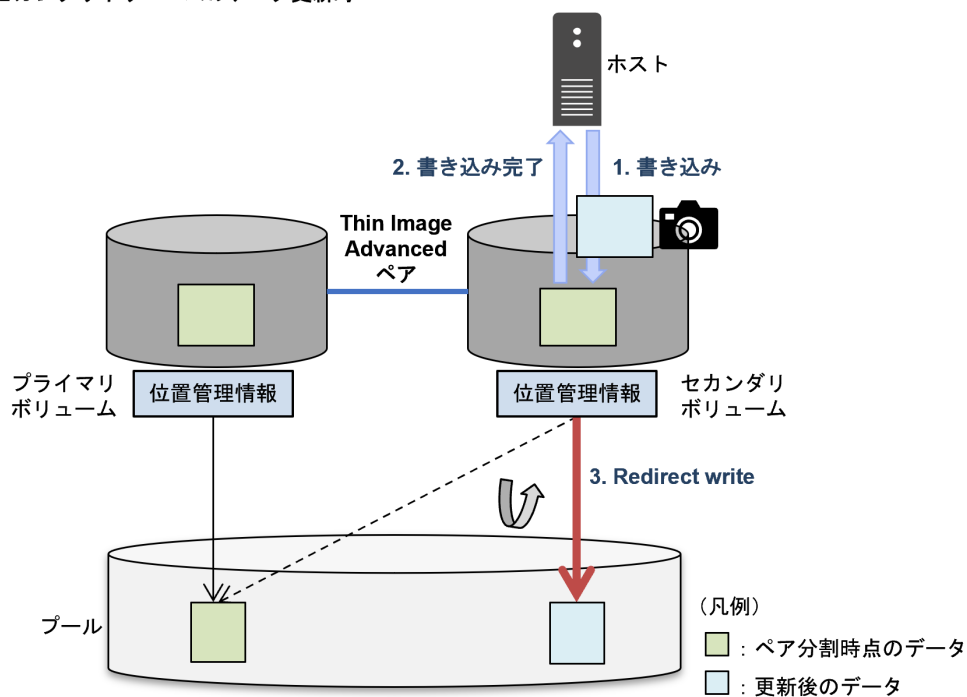 ホスト
2. 書き込み完了
1. 書き込み
Thin Image
Advanced
ペア
プライマリ
ボリューム
位置管理情報
位置管理情報
セカンダリ
ボリューム
3. Redirect write
プール
（凡例）
：ペア分割時点のデータ
：更新後のデータ